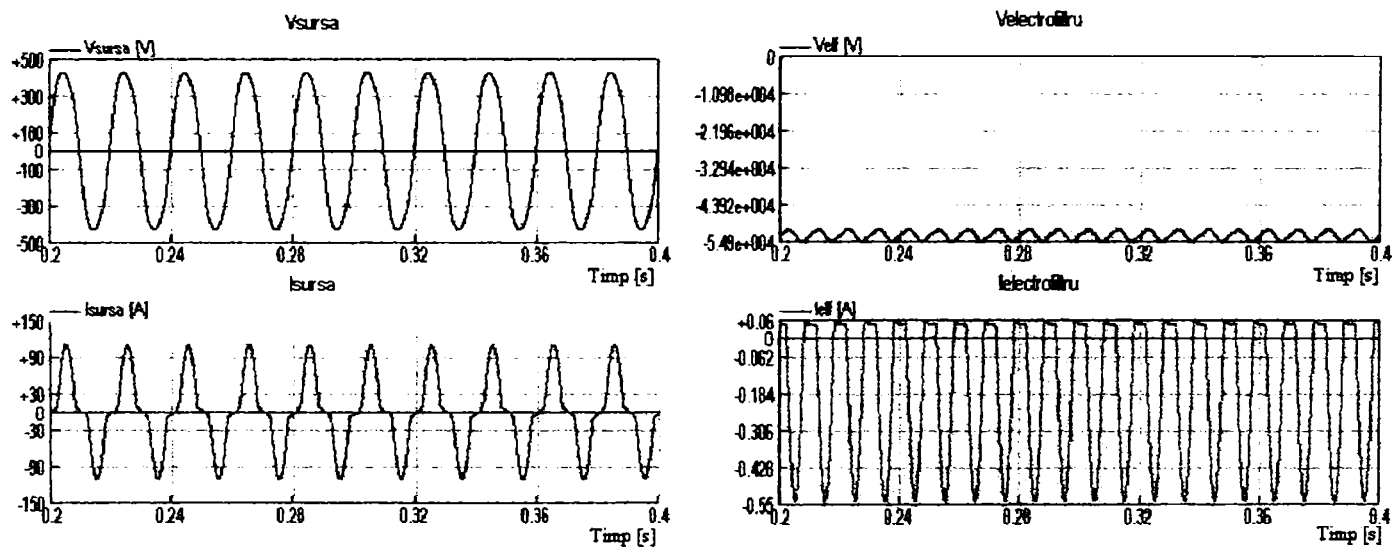 Vsursa
Vsursa [V]
+500
+300
+100
0
-100
-300
-500
0.2
0.24
0.28
0.32
0.36
0.4
Timp [s]
Velectrofiltru
Velf [V]
0
-1.098e+004
-2.196e+004
-3.294e+004
-4.392e+004
-5.49e+004
0.2
0.24
0.28
0.32
0.36
0.4
Timp [s]
Isursa
Isursa [A]
+150
+90
+30
0
-30
-90
-150
0.2
0.24
0.28
0.32
0.36
0.4
Timp [s]
Ielectrofiltru
Ielf [A]
+0.06
0
-0.062
-0.184
-0.306
-0.428
-0.55
0.2
0.24
0.28
0.32
0.36
0.4
Timp [s]